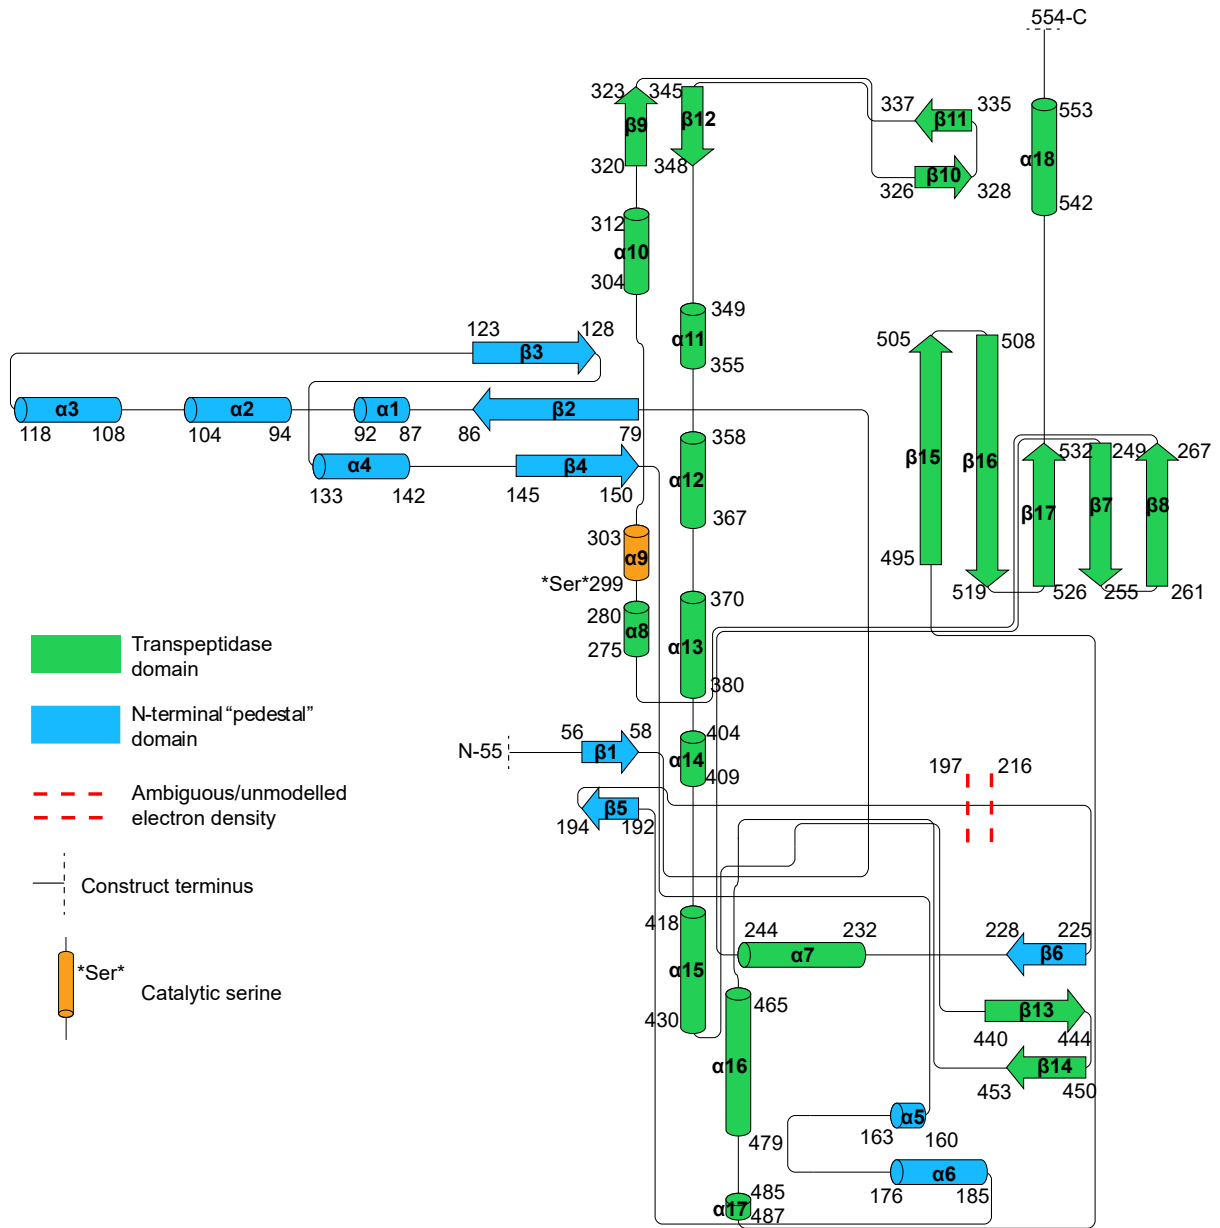 554-C
323 345
337 335
β9 β12 β11
553
α18
320 348
326 β10 328
542
312
α10
304
349
α11
355
123 128
β3
505 508
α3 α2 α1 β2
118 108 104 94 92 87 86 79
358
532 249 267
α4 β4
133 142 145 150
α12
β15 β16
367
β17 β7 β8
303
α9
*Ser*299
495
519 526 255 261
370
280
α8
275
α13
380
Transpeptidase
domain
N-terminal “pedestal”
domain
56 58
N-55 β1
404
α14
409
197 216
Ambiguous/unmodelled
electron density
β5
194 192
Construct terminus
418
α15
430
244 232
α7
228 225
β6
*Ser*
Catalytic serine
465
α16
479
β13
440 444
β14
453 450
α5
163 160
α6
176 185
485
α17
487